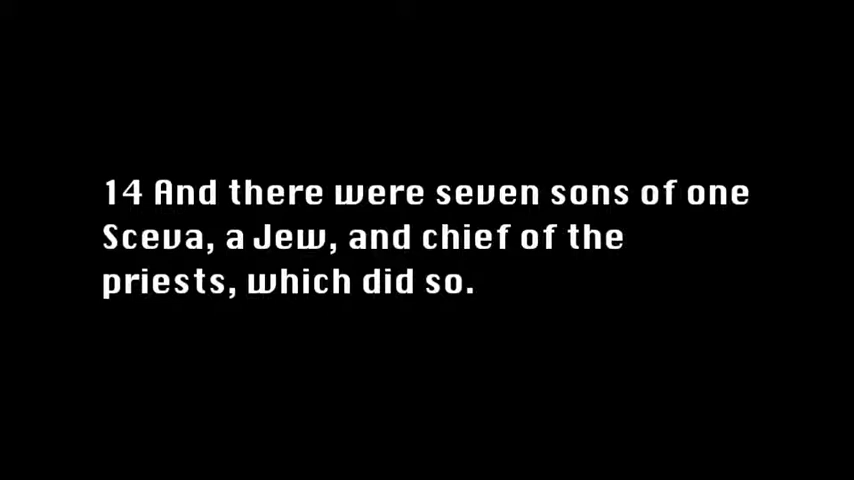 14 And there were seven sons of one
Sceva, a Jew, and chief of the
priests, which did so.